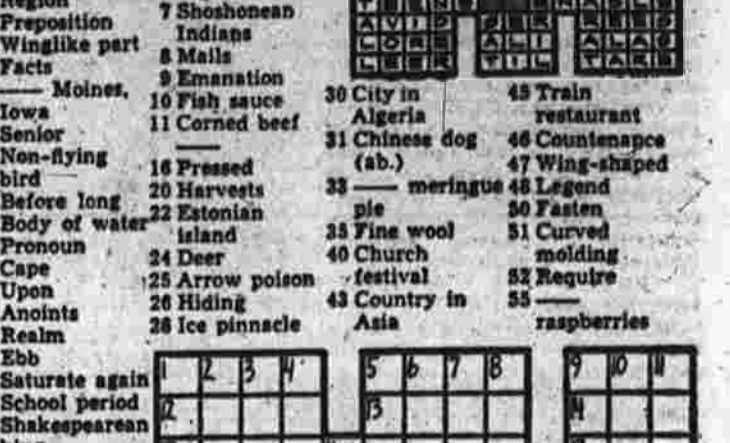 Region
Preposition
Winglike part
Facts
—— Moines,
Iowa
Senior
Non-flying
bird
Before long
Body of water
Pronoun
Cape
Upon
Anoints
Realm
Ebb
Saturate again
School period
Shakespearean
7 Shoshonean
Indians
8 Mails
9 Emanation
10 Fish sauce
11 Corned beef
——
16 Pressed
20 Harvests
22 Estonian
island
24 Deer
25 Arrow poison
26 Hiding
28 Ice pinnacle
AVID SER REES
LORE ALI ALAS
LEER TIL TARS
30 City in
Algeria
31 Chinese dog
(ab.)
33 —— meringue
pie
35 Fine wool
40 Church
festival
43 Country in
Asia
45 Train
restaurant
46 Countenance
47 Wing-shaped
48 Legend
50 Fasten
51 Curved
molding
52 Require
55 ——
raspberries
1 2 3 4 5 6 7 8 9 10 11
12 13 14